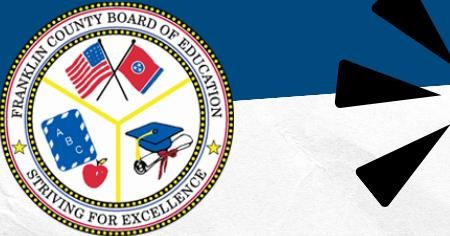 FRANKLIN COUNTY BOARD OF EDUCATION
A
B
C
STRIVING FOR EXCELLENCE